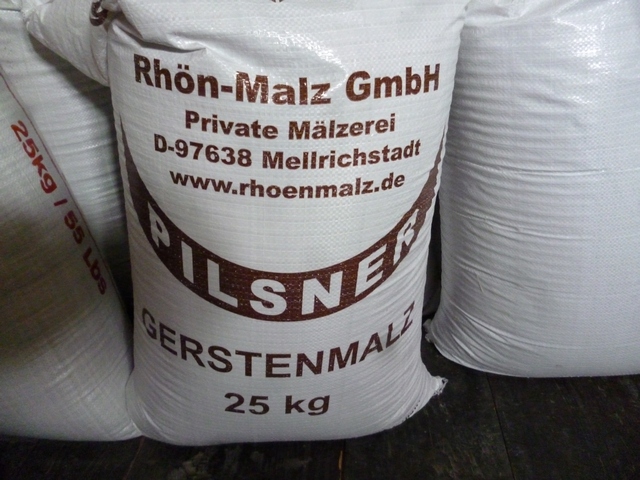 Rhön-Malz GmbH
Private Mälzerei
D-97638 Mellrichstadt
www.rhoenmalz.de
PILSNER
GERSTENMALZ
25 kg
25kg / 55 Lbs